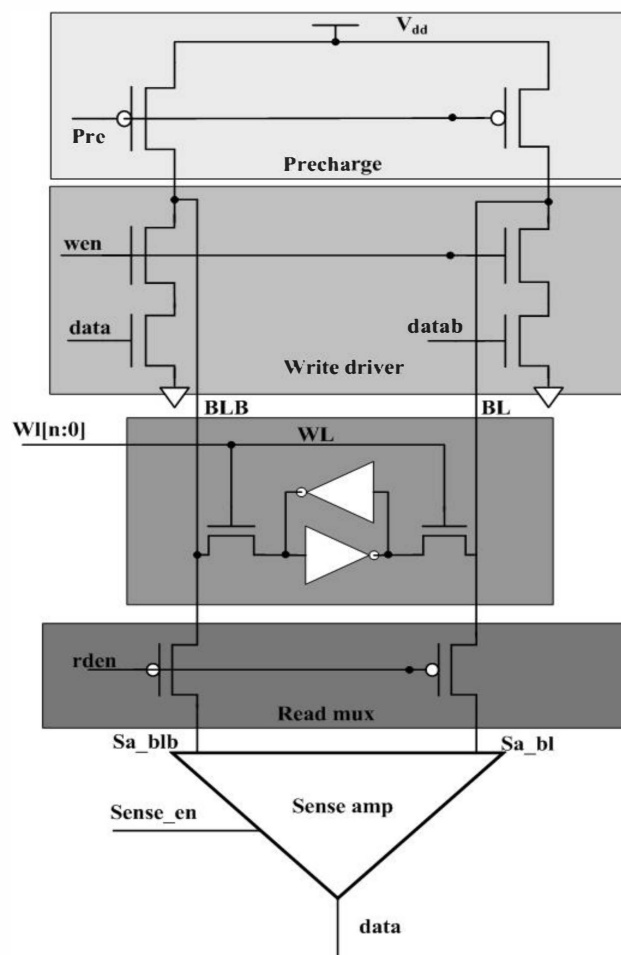 Vdd
Pre
Precharge
wen
data
datab
Write driver
BLB
BL
Wl[n:0]
WL
rden
Read mux
Sa_blb
Sa_bl
Sense amp
Sense_en
data